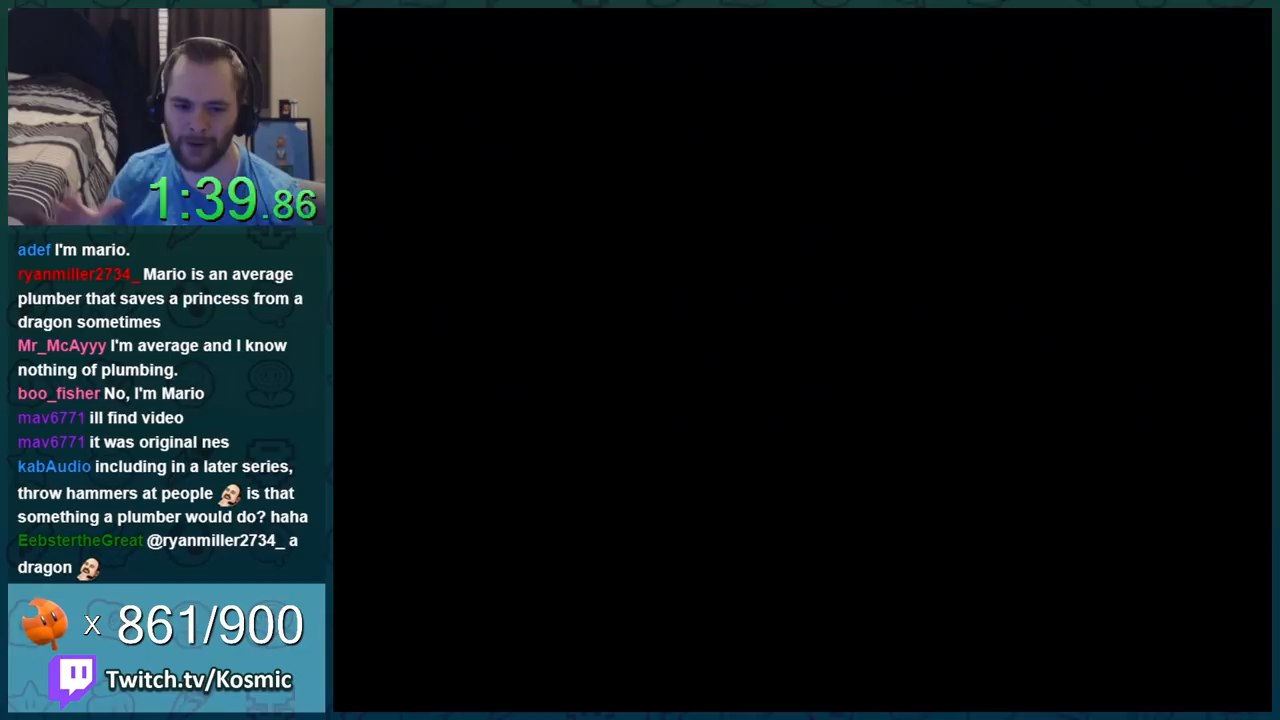 1:39.86
adef I'm mario.
ryanmiller2734_ Mario is an average
plumber that saves a princess from a
dragon sometimes
Mr_McAyyy I'm average and I know
nothing of plumbing.
boo_fisher No, I'm Mario
mav6771 ill find video
mav6771 it was original nes
kabAudio including in a later series,
throw hammers at people is that
something a plumber would do? haha
EebstertheGreat @ryanmiller2734_ a
dragon
x 861/900
Twitch.tv/Kosmic